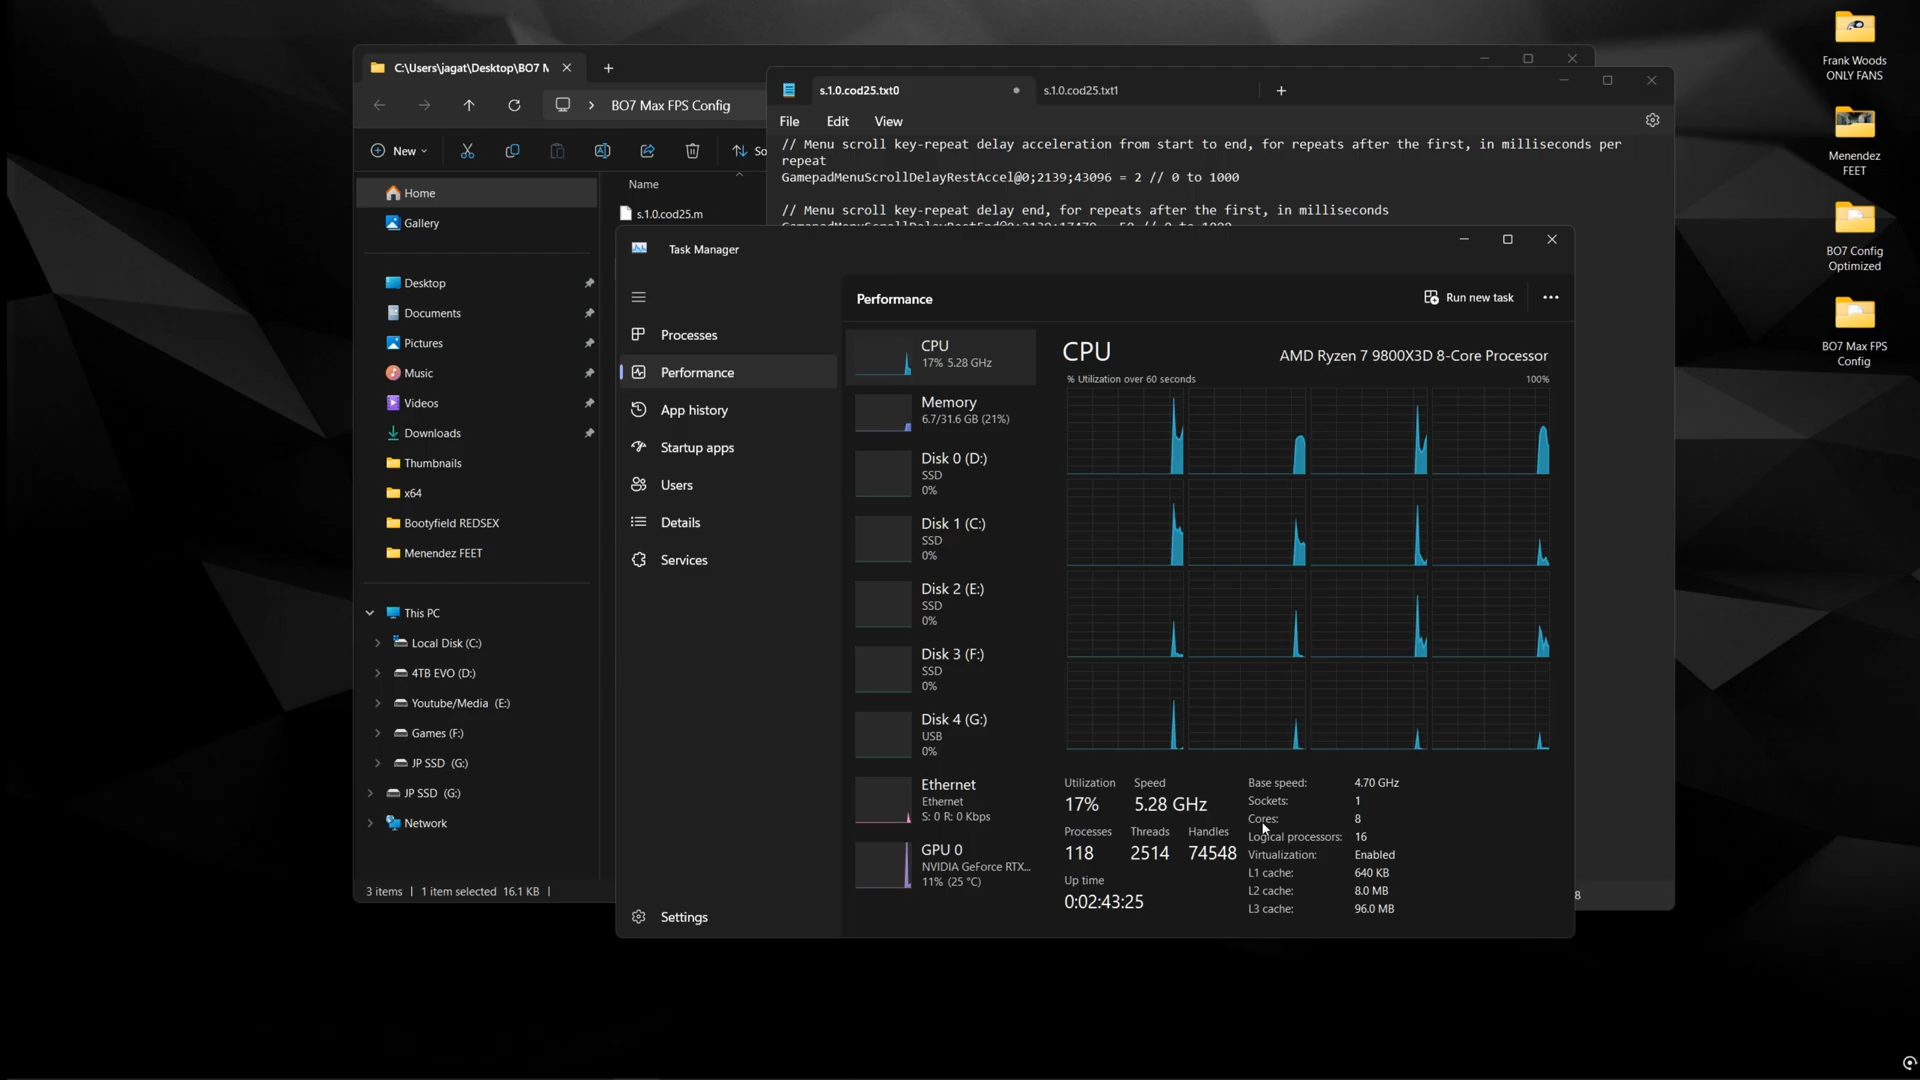 C:\Users\jagat\Desktop\BO7 M
BO7 Max FPS Config
New
So
Home
Gallery
Desktop
Documents
Pictures
Music
Videos
Downloads
Thumbnails
x64
Bootyfield REDSEX
Menendez FEET
This PC
Local Disk (C:)
4TB EVO (D:)
Youtube/Media (E:)
Games (F:)
JP SSD (G:)
JP SSD (G:)
Network
3 items
1 item selected 16.1 KB
Name
s.1.0.cod25.m
s.1.0.cod25.txt0
s.1.0.cod25.txt1
File
Edit
View
// Menu scroll key-repeat delay acceleration from start to end, for repeats after the first, in milliseconds per
repeat
GamepadMenuScrollDelayRestAccel@0;2139;43096 = 2 // 0 to 1000
// Menu scroll key-repeat delay end, for repeats after the first, in milliseconds
8
Task Manager
Processes
Performance
App history
Startup apps
Users
Details
Services
Settings
Performance
Run new task
CPU
17% 5.28 GHz
Memory
6.7/31.6 GB (21%)
Disk 0 (D:)
SSD
0%
Disk 1 (C:)
SSD
0%
Disk 2 (E:)
SSD
0%
Disk 3 (F:)
SSD
0%
Disk 4 (G:)
USB
0%
Ethernet
Ethernet
S: 0 R: 0 Kbps
GPU 0
NVIDIA GeForce RTX...
11% (25 °C)
CPU
AMD Ryzen 7 9800X3D 8-Core Processor
% Utilization over 60 seconds
100%
Utilization
17%
Speed
5.28 GHz
Processes
118
Threads
2514
Handles
74548
Up time
0:02:43:25
Base speed: 4.70 GHz
Sockets: 1
Cores: 8
Logical processors: 16
Virtualization: Enabled
L1 cache: 640 KB
L2 cache: 8.0 MB
L3 cache: 96.0 MB
Frank Woods
ONLY FANS
Menendez
FEET
BO7 Config
Optimized
BO7 Max FPS
Config